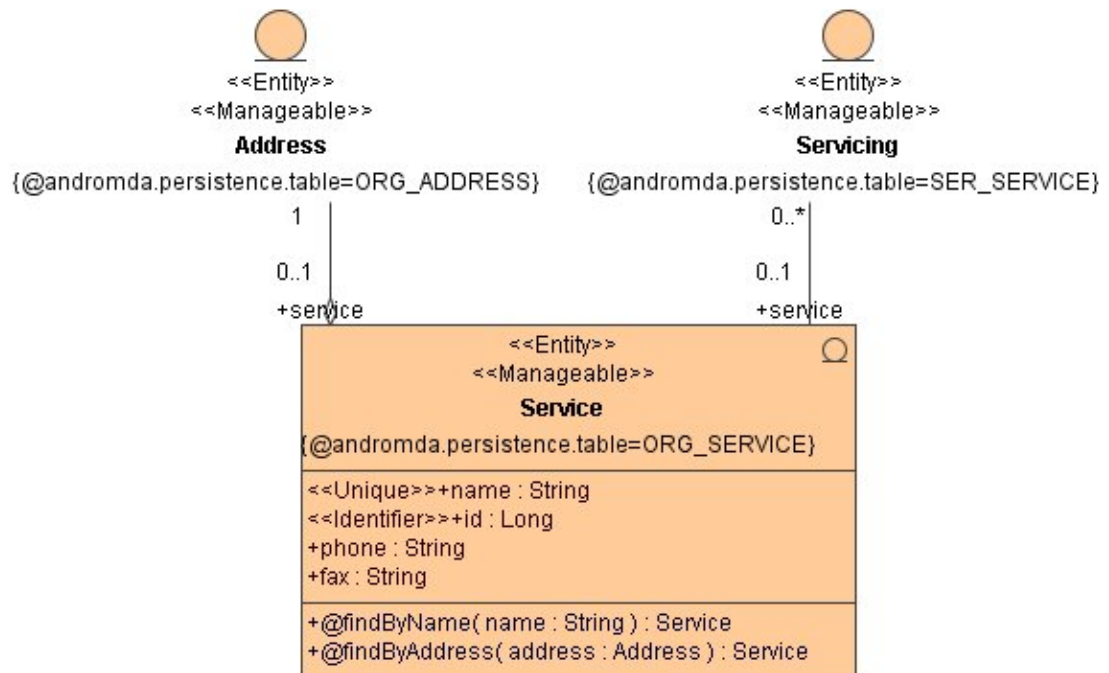 <<Entity>>
<<Manageable>>
Address
{@andromda.persistence.table=ORG_ADDRESS}
1
0..1
+service
<<Entity>>
<<Manageable>>
Servicing
{@andromda.persistence.table=SER_SERVICE}
0..*
0..1
+service
<<Entity>>
<<Manageable>>
Service
{@andromda.persistence.table=ORG_SERVICE}
<<Unique>>+name : String
<<Identifier>>+id : Long
+phone : String
+fax : String
+@findByName( name : String ) : Service
+@findByAddress( address : Address ) : Service